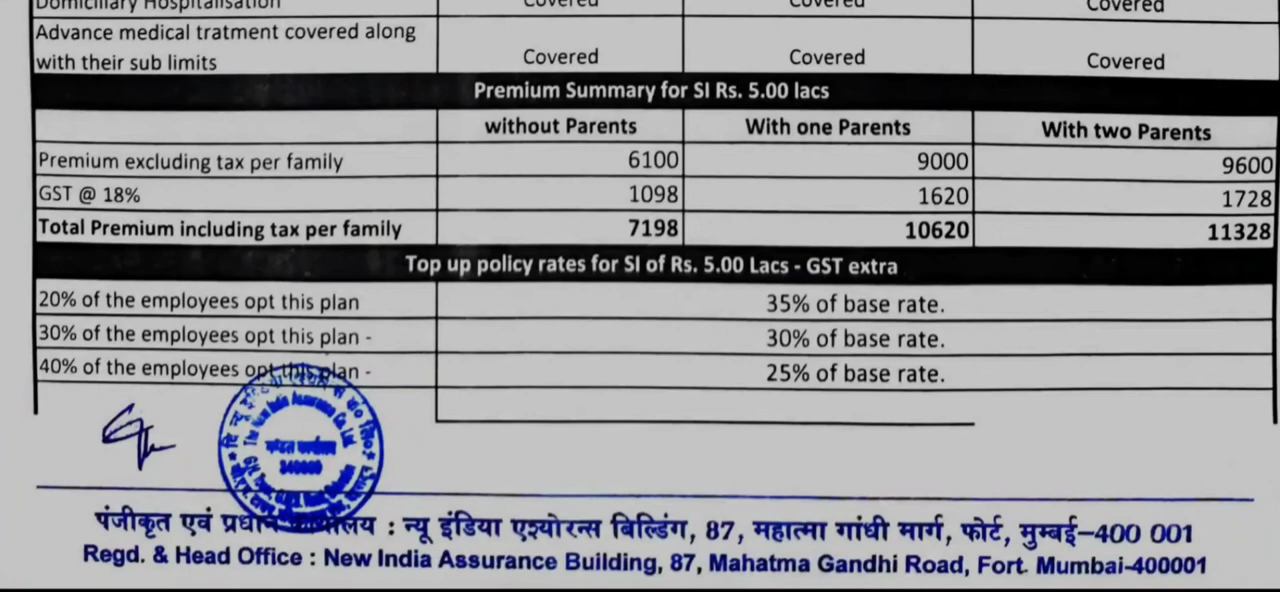 Domiciliary Hospitalisation Covered Covered Covered
Advance medical tratment covered along
with their sub limits Covered Covered Covered
Premium Summary for SI Rs. 5.00 lacs
without Parents With one Parents With two Parents
Premium excluding tax per family 6100 9000 9600
GST @ 18% 1098 1620 1728
Total Premium including tax per family 7198 10620 11328
Top up policy rates for SI of Rs. 5.00 Lacs - GST extra
20% of the employees opt this plan 35% of base rate.
30% of the employees opt this plan - 30% of base rate.
40% of the employees opt this plan - 25% of base rate.
The New India Assurance Co. Ltd.
पंजीकृत एवं प्रधान कार्यालय : न्यू इंडिया एश्योरन्स बिल्डिंग, 87, महात्मा गांधी मार्ग, फोर्ट, मुम्बई–400 001
Regd. & Head Office : New India Assurance Building, 87, Mahatma Gandhi Road, Fort. Mumbai-400001